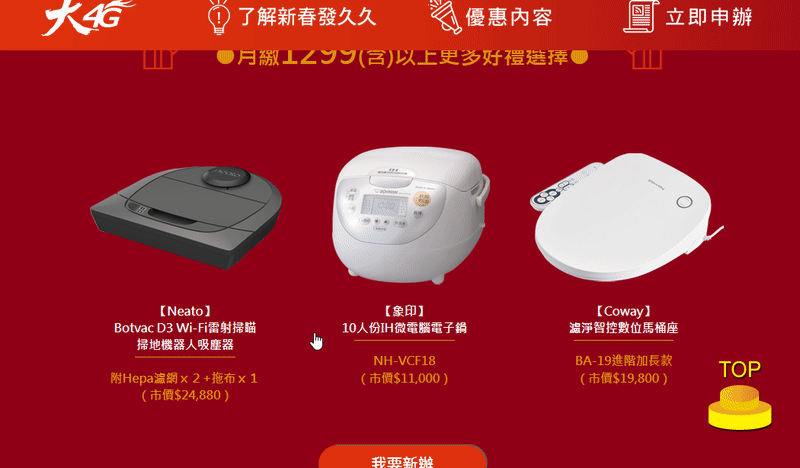 大4G
了解新春發久久
優惠內容
立即申辦
●月繳1299(含)以上更多好禮選擇●
neato
ZOJIRUSHI
coway
【Neato】
Botvac D3 Wi-Fi雷射掃瞄
掃地機器人吸塵器
附Hepa濾網 x 2 +拖布 x 1
( 市價$24,880 )
【象印】
10人份IH微電腦電子鍋
NH-VCF18
( 市價$11,000 )
【Coway】
濾淨智控數位馬桶座
BA-19進階加長款
( 市價$19,800 )
TOP
我要新辦